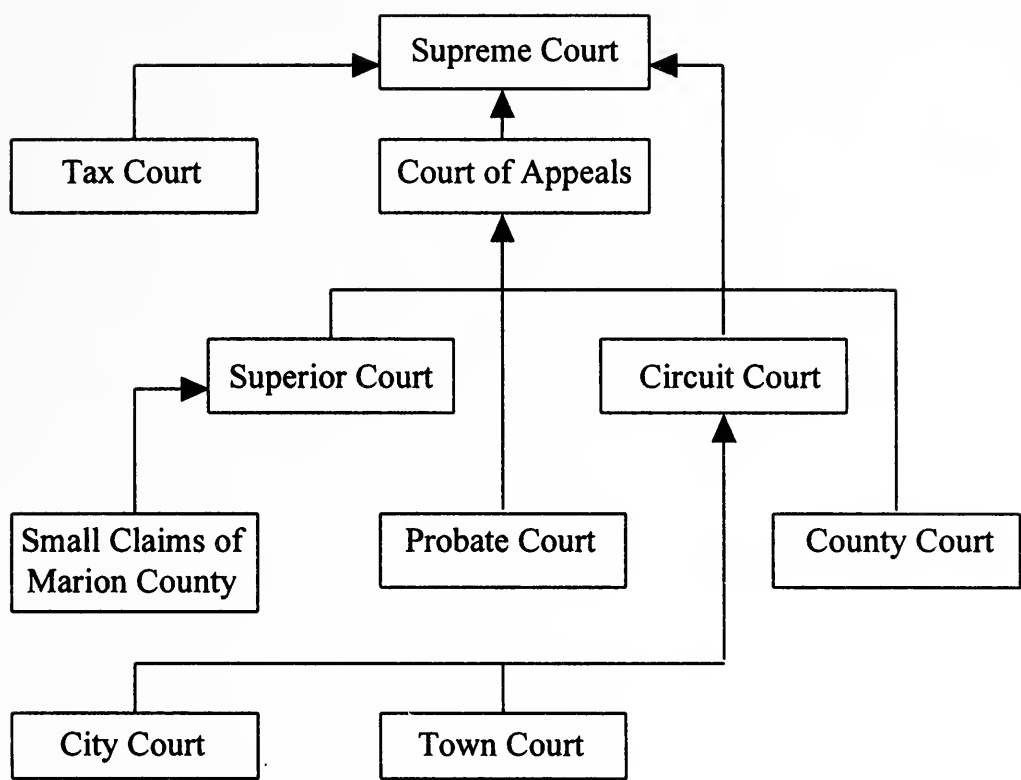 Supreme Court
Tax Court
Court of Appeals
Superior Court
Circuit Court
Small Claims of
Marion County
Probate Court
County Court
City Court
Town Court